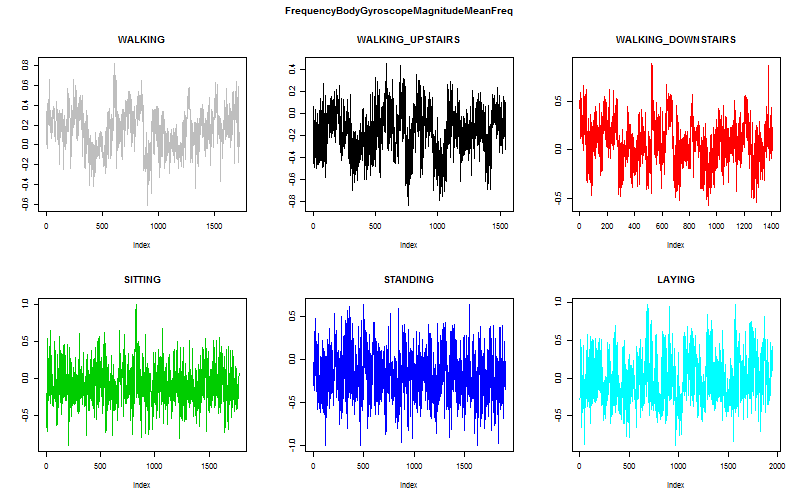 FrequencyBodyGyroscopeMagnitudeMeanFreq
WALKING
WALKING_UPSTAIRS
WALKING_DOWNSTAIRS
0.8
0.6
0.4
0.2
0.0
-0.2
-0.4
-0.6
0.4
0.2
0.0
-0.2
-0.4
-0.6
-0.8
0.5
0.0
-0.5
0 500 1000 1500
0 500 1000 1500
0 200 400 600 800 1000 1400
Index
Index
Index
SITTING
STANDING
LAYING
1.0
0.5
0.0
-0.5
0.5
0.0
-0.5
-1.0
1.0
0.5
0.0
-0.5
0 500 1000 1500
0 500 1000 1500
0 500 1000 1500 2000
Index
Index
Index